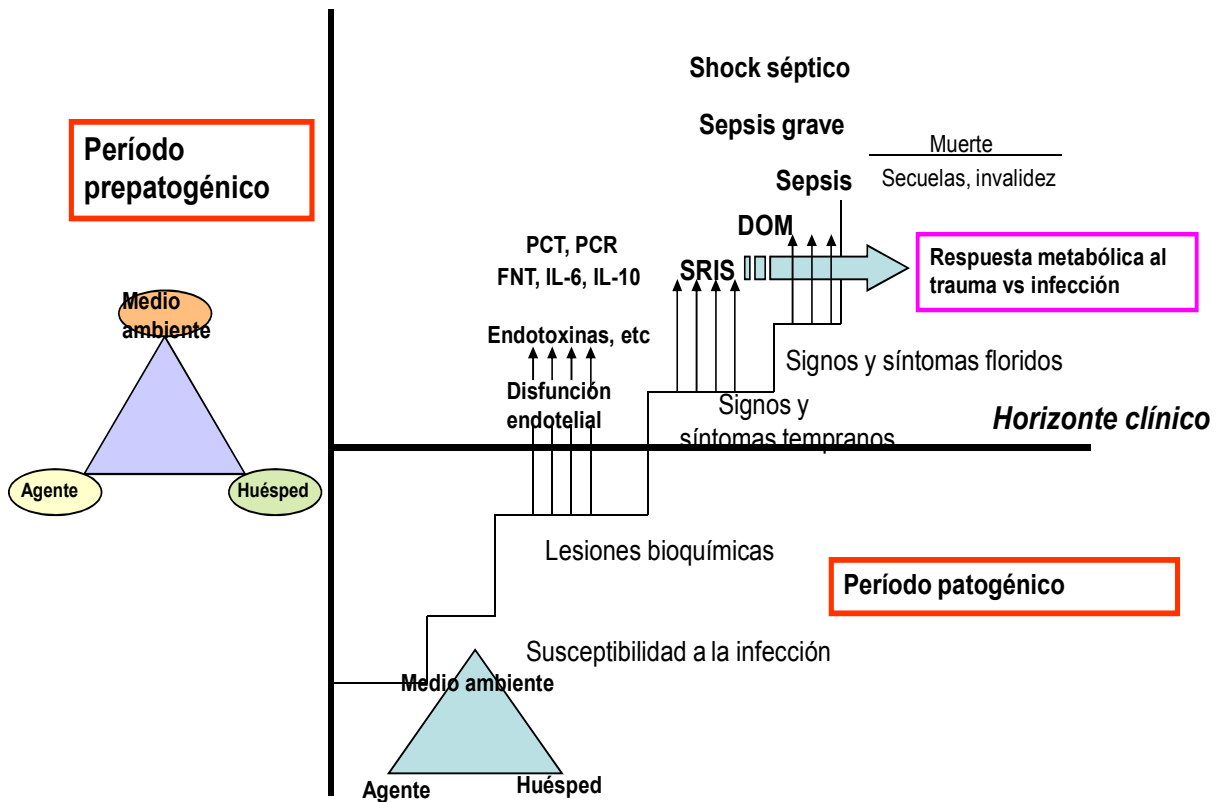 Período
prepatogénico
Medio
ambiente
Agente
Huésped
Shock séptico
Sepsis grave
Sepsis
Muerte
Secuelas, invalidez
DOM
PCT, PCR
FNT, IL-6, IL-10
SRIS
Respuesta metabólica al
trauma vs infección
Endotoxinas, etc
Disfunción
endotelial
Signos y síntomas floridos
Signos y
síntomas tempranos
Horizonte clínico
Lesiones bioquímicas
Período patogénico
Susceptibilidad a la infección
Medio ambiente
Agente
Huésped